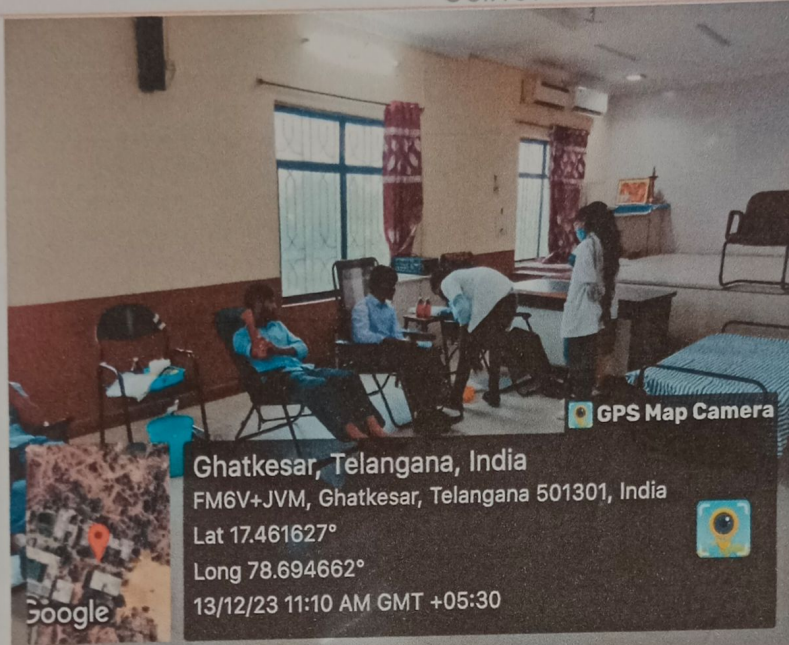 GPS Map Camera
Ghatkesar, Telangana, India
FM6V+JVM, Ghatkesar, Telangana 501301, India
Lat 17.461627°
Long 78.694662°
13/12/23 11:10 AM GMT +05:30
Google